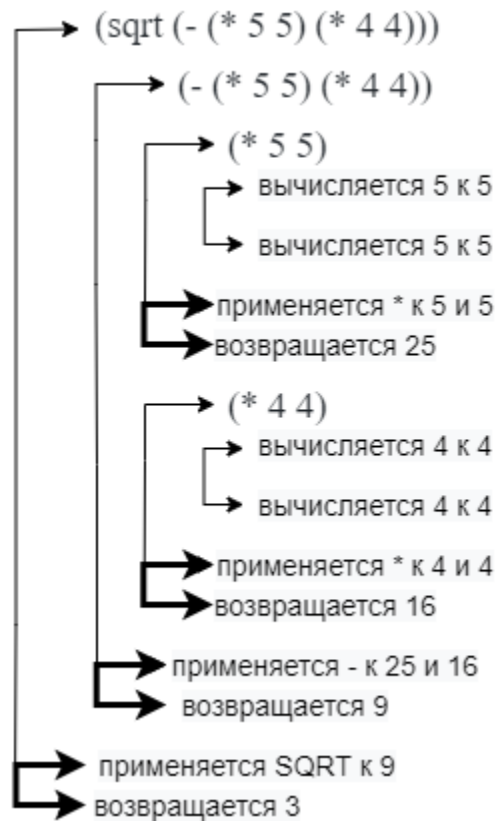 (sqrt (- (* 5 5) (* 4 4)))
(- (* 5 5) (* 4 4))
(* 5 5)
вычисляется 5 к 5
вычисляется 5 к 5
применяется * к 5 и 5
возвращается 25
(* 4 4)
вычисляется 4 к 4
вычисляется 4 к 4
применяется * к 4 и 4
возвращается 16
применяется - к 25 и 16
возвращается 9
применяется SQRT к 9
возвращается 3